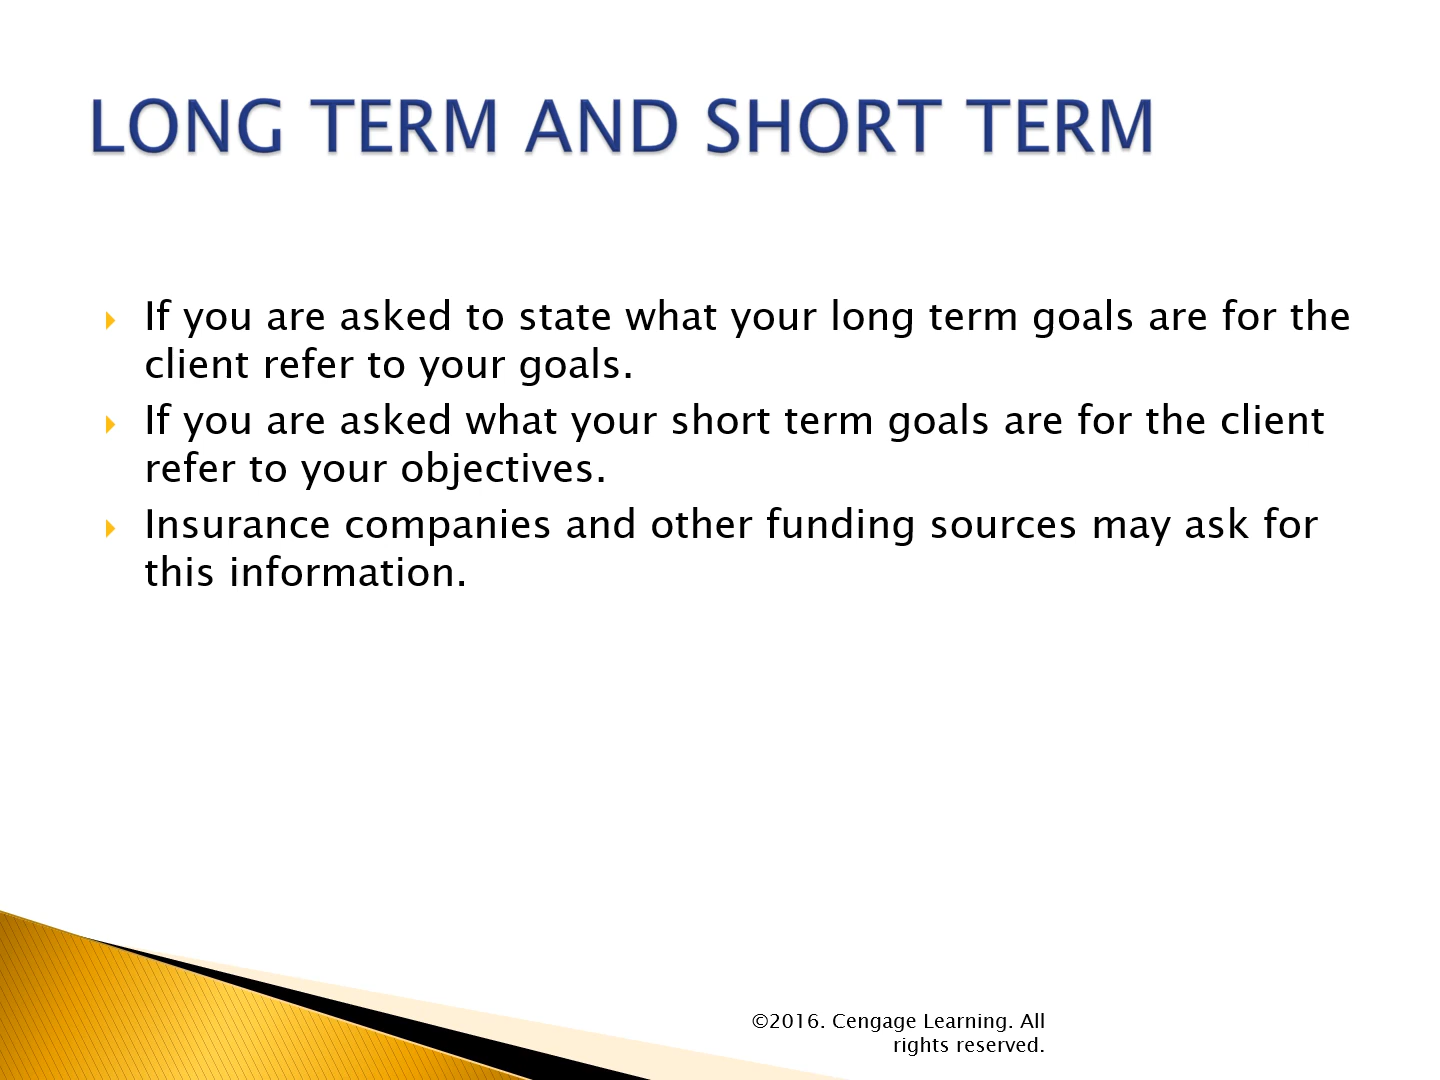 LONG TERM AND SHORT TERM
If you are asked to state what your long term goals are for the
client refer to your goals.
If you are asked what your short term goals are for the client
refer to your objectives.
Insurance companies and other funding sources may ask for
this information.
©2016. Cengage Learning. All
rights reserved.